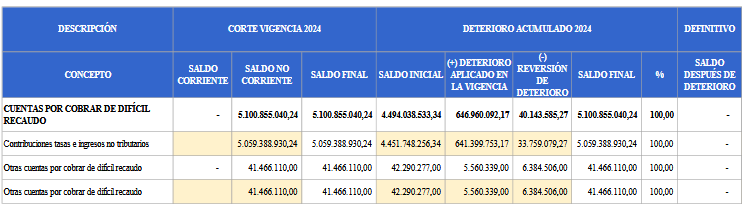 DESCRIPCIÓN CORTE VIGENCIA 2024 DETERIORO ACUMULADO 2024 DEFINITIVO
CONCEPTO SALDO CORRIENTE SALDO NO CORRIENTE SALDO FINAL SALDO INICIAL (+) DETERIORO APLICADO EN LA VIGENCIA (-) REVERSIÓN DE DETERIORO SALDO FINAL % SALDO DESPUÉS DE DETERIORO
CUENTAS POR COBRAR DE DIFÍCIL RECAUDO - 5.100.855.040,24 5.100.855.040,24 4.494.038.533,34 646.960.092,17 40.143.585,27 5.100.855.040,24 100,00 -
Contribuciones tasas e ingresos no tributarios 5.059.388.930,24 5.059.388.930,24 4.451.748.256,34 641.399.753,17 33.759.079,27 5.059.388.930,24 100,00 -
Otras cuentas por cobrar de difícil recaudo - 41.466.110,00 41.466.110,00 42.290.277,00 5.560.339,00 6.384.506,00 41.466.110,00 100,00 -
Otras cuentas por cobrar de difícil recaudo 41.466.110,00 41.466.110,00 42.290.277,00 5.560.339,00 6.384.506,00 41.466.110,00 100,00 -